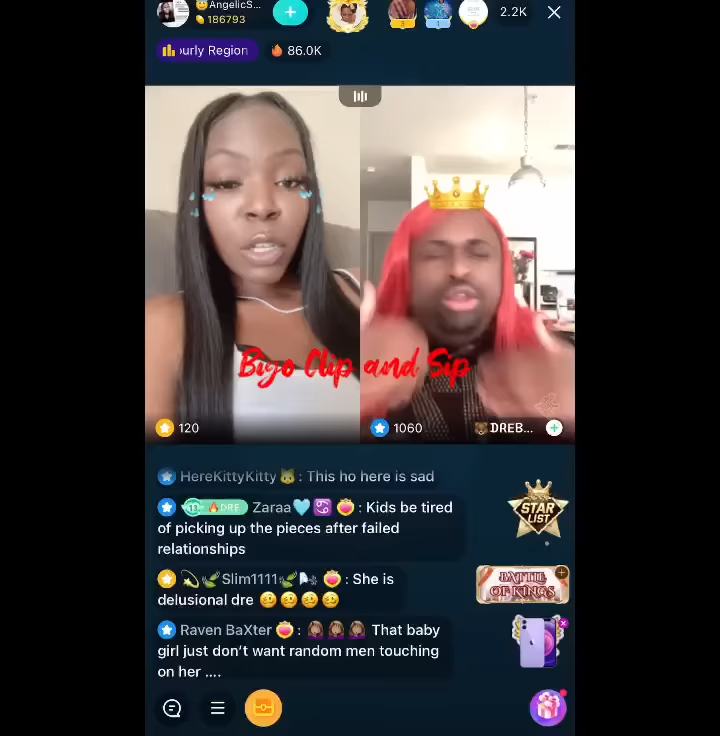 😇AngelicS...
186793
2.2K
ourly Region
86.0K
Bigo Clip and Sip
120
1060
🐻DREB...
HereKittyKitty🐱: This ho here is sad
DRE Zaraa🩵♋: Kids be tired
of picking up the pieces after failed
relationships
💫🌿Slim1111🌿🌬: She is
delusional dre 🥴🥴🥴🥴
Raven BaXter: 🤷🏽‍♀️🤷🏽‍♀️🤷🏽‍♀️ That baby
girl just don't want random men touching
on her ....
STAR
LIST
BATTLE
OF KINGS